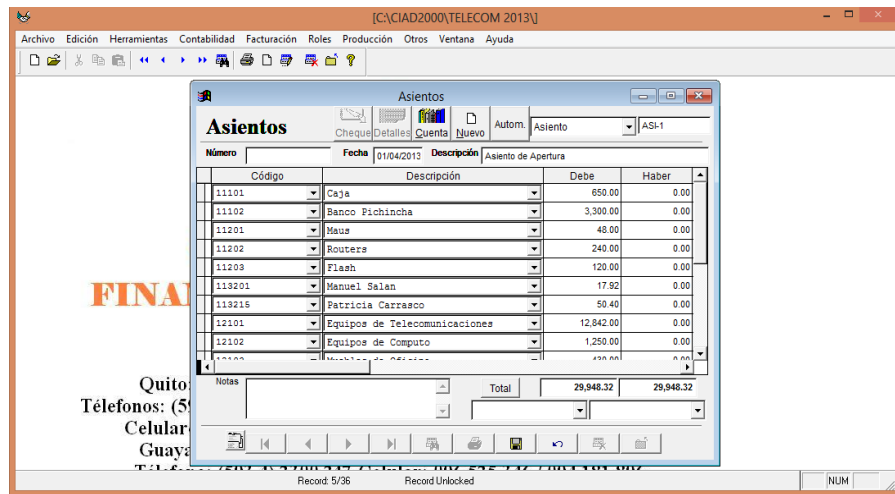 [C:\CIAD2000\TELECOM 2013\]
Archivo Edición Herramientas Contabilidad Facturación Roles Producción Otros Ventana Ayuda
Asientos
Asientos
Cheque Detalles Cuenta Nuevo Autom. Asiento ASI-1
Número Fecha 01/04/2013 Descripción Asiento de Apertura
Código Descripción Debe Haber
11101 Caja 650.00 0.00
11102 Banco Pichincha 3,300.00 0.00
11201 Maus 48.00 0.00
11202 Routers 240.00 0.00
11203 Flash 120.00 0.00
113201 Manuel Salan 17.92 0.00
113215 Patricia Carrasco 50.40 0.00
12101 Equipos de Telecomunicaciones 12,842.00 0.00
12102 Equipos de Computo 1,250.00 0.00
Notas Total 29,948.32 29,948.32
FINA
Quito:
Télefonos: (59
Celular
Guaya
Record: 5/36 Record Unlocked NUM